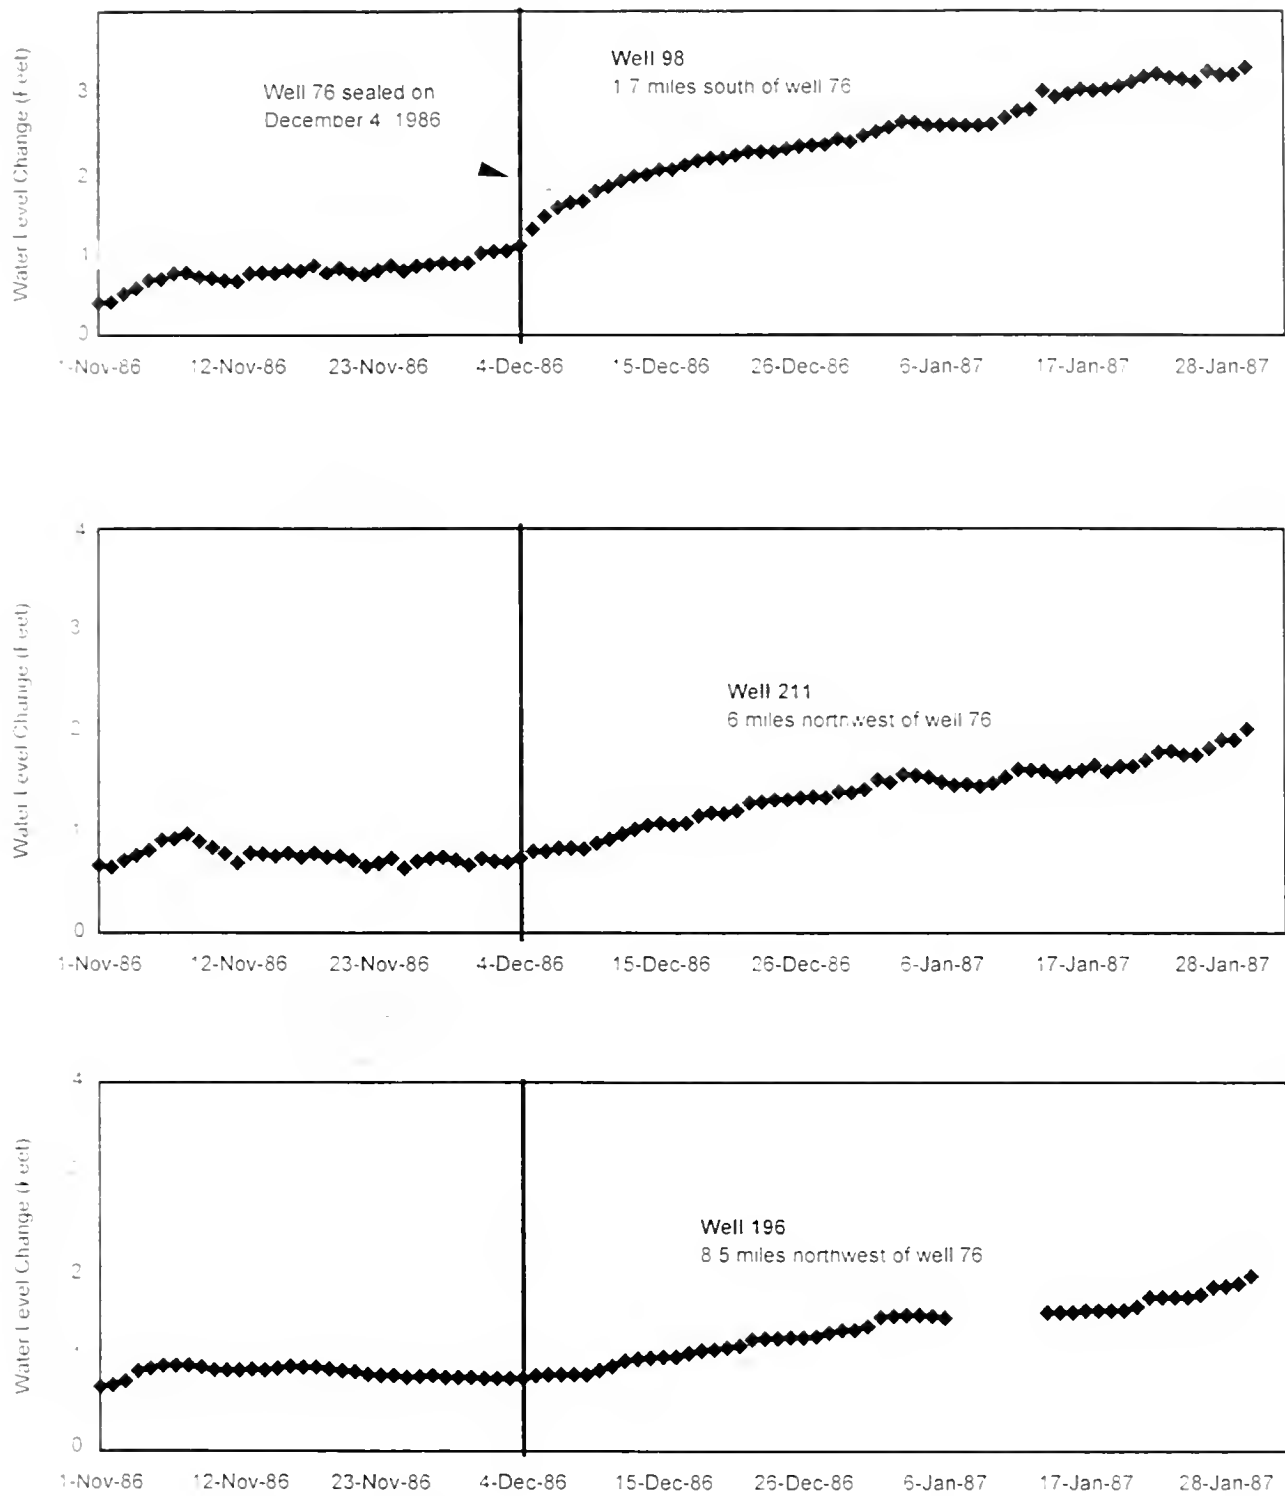 Water Level Change (Feet)
3
2
1
0
Well 76 sealed on
December 4 1986
Well 98
1 7 miles south of well 76
1-Nov-86 12-Nov-86 23-Nov-86 4-Dec-86 15-Dec-86 26-Dec-86 6-Jan-87 17-Jan-87 28-Jan-87
Water Level Change (Feet)
4
3
2
1
0
Well 211
6 miles northwest of well 76
1-Nov-86 12-Nov-86 23-Nov-86 4-Dec-86 15-Dec-86 26-Dec-86 6-Jan-87 17-Jan-87 28-Jan-87
Water Level Change (Feet)
4
2
1
0
Well 196
8 5 miles northwest of well 76
1-Nov-86 12-Nov-86 23-Nov-86 4-Dec-86 15-Dec-86 26-Dec-86 6-Jan-87 17-Jan-87 28-Jan-87